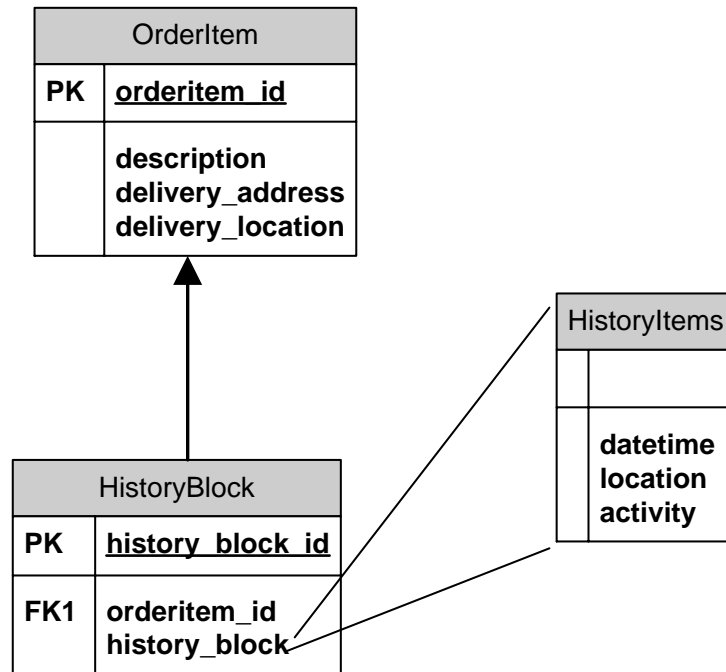 OrderItem
PK orderitem_id
description
delivery_address
delivery_location
HistoryItems
datetime
location
activity
HistoryBlock
PK history_block_id
FK1 orderitem_id
history_block